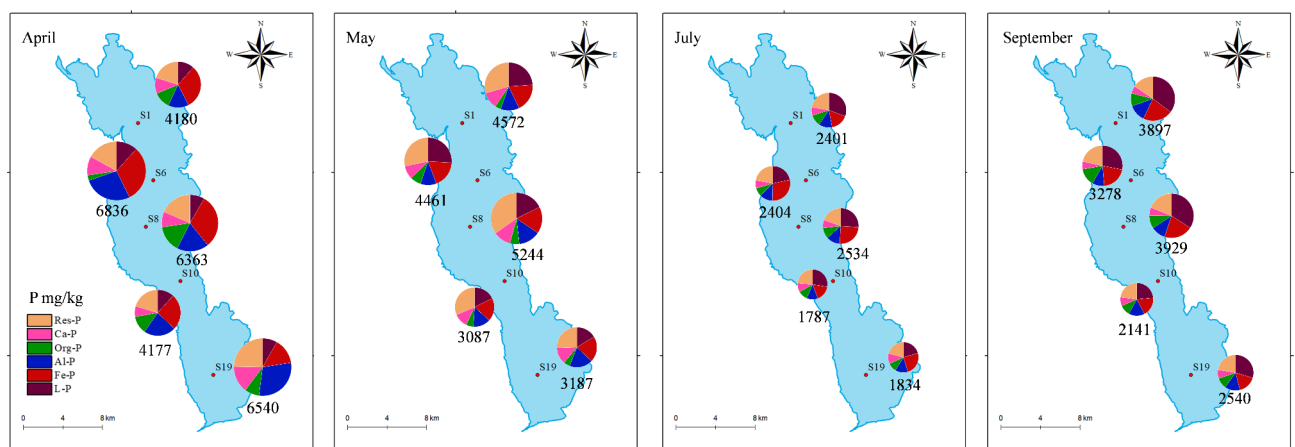 April
N
W
E
S
4180
S1
S6
6836
S8
6363
S10
4177
S19
6540
P mg/kg
Res-P
Ca-P
Org-P
Al-P
Fe-P
L-P
0 4 8 km
May
N
W
E
S
4572
S1
S6
4461
S8
5244
S10
3087
S19
3187
0 4 8 km
July
N
W
E
S
S1
2401
S6
2404
S8
2534
S10
1787
S19
1834
0 4 8 km
September
N
W
E
S
S1
3897
S6
3278
S8
3929
S10
2141
S19
2540
0 4 8 km